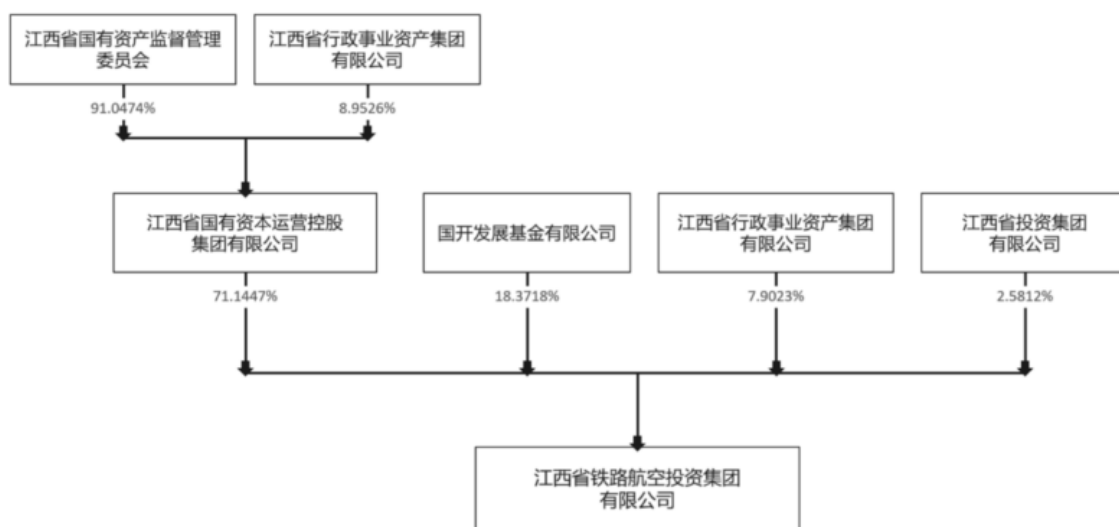 江西省国有资产监督管理
委员会
江西省行政事业资产集团
有限公司
91.0474%
8.9526%
江西省国有资本运营控股
集团有限公司
国开发展基金有限公司
江西省行政事业资产集团
有限公司
江西省投资集团
有限公司
71.1447%
18.3718%
7.9023%
2.5812%
江西省铁路航空投资集团
有限公司